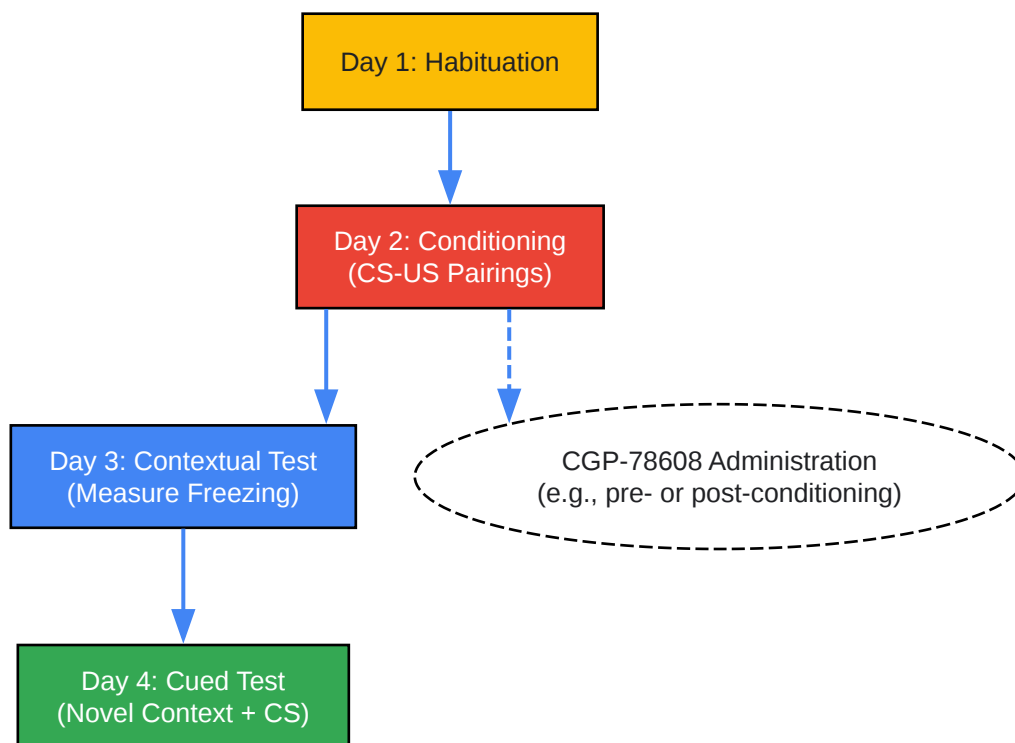 Day 1: Habituation
Day 2: Conditioning
(CS-US Pairings)
Day 3: Contextual Test
(Measure Freezing)
CGP-78608 Administration
(e.g., pre- or post-conditioning)
Day 4: Cued Test
(Novel Context + CS)